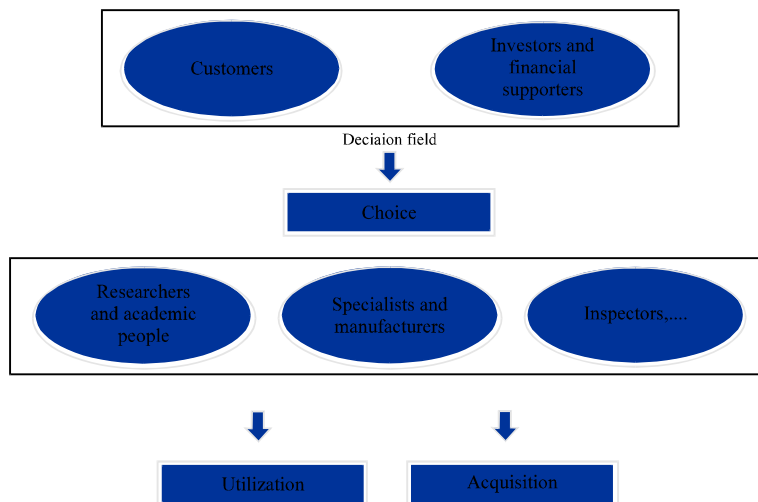 Customers
Investors and
financial
supporters
Deciaion field
Choice
Researchers
and academic
people
Specialists and
manufacturers
Inspectors,....
Utilization
Acquisition